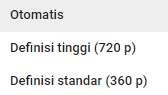 Otomatis
Definisi tinggi (720 p)
Definisi standar (360 p)